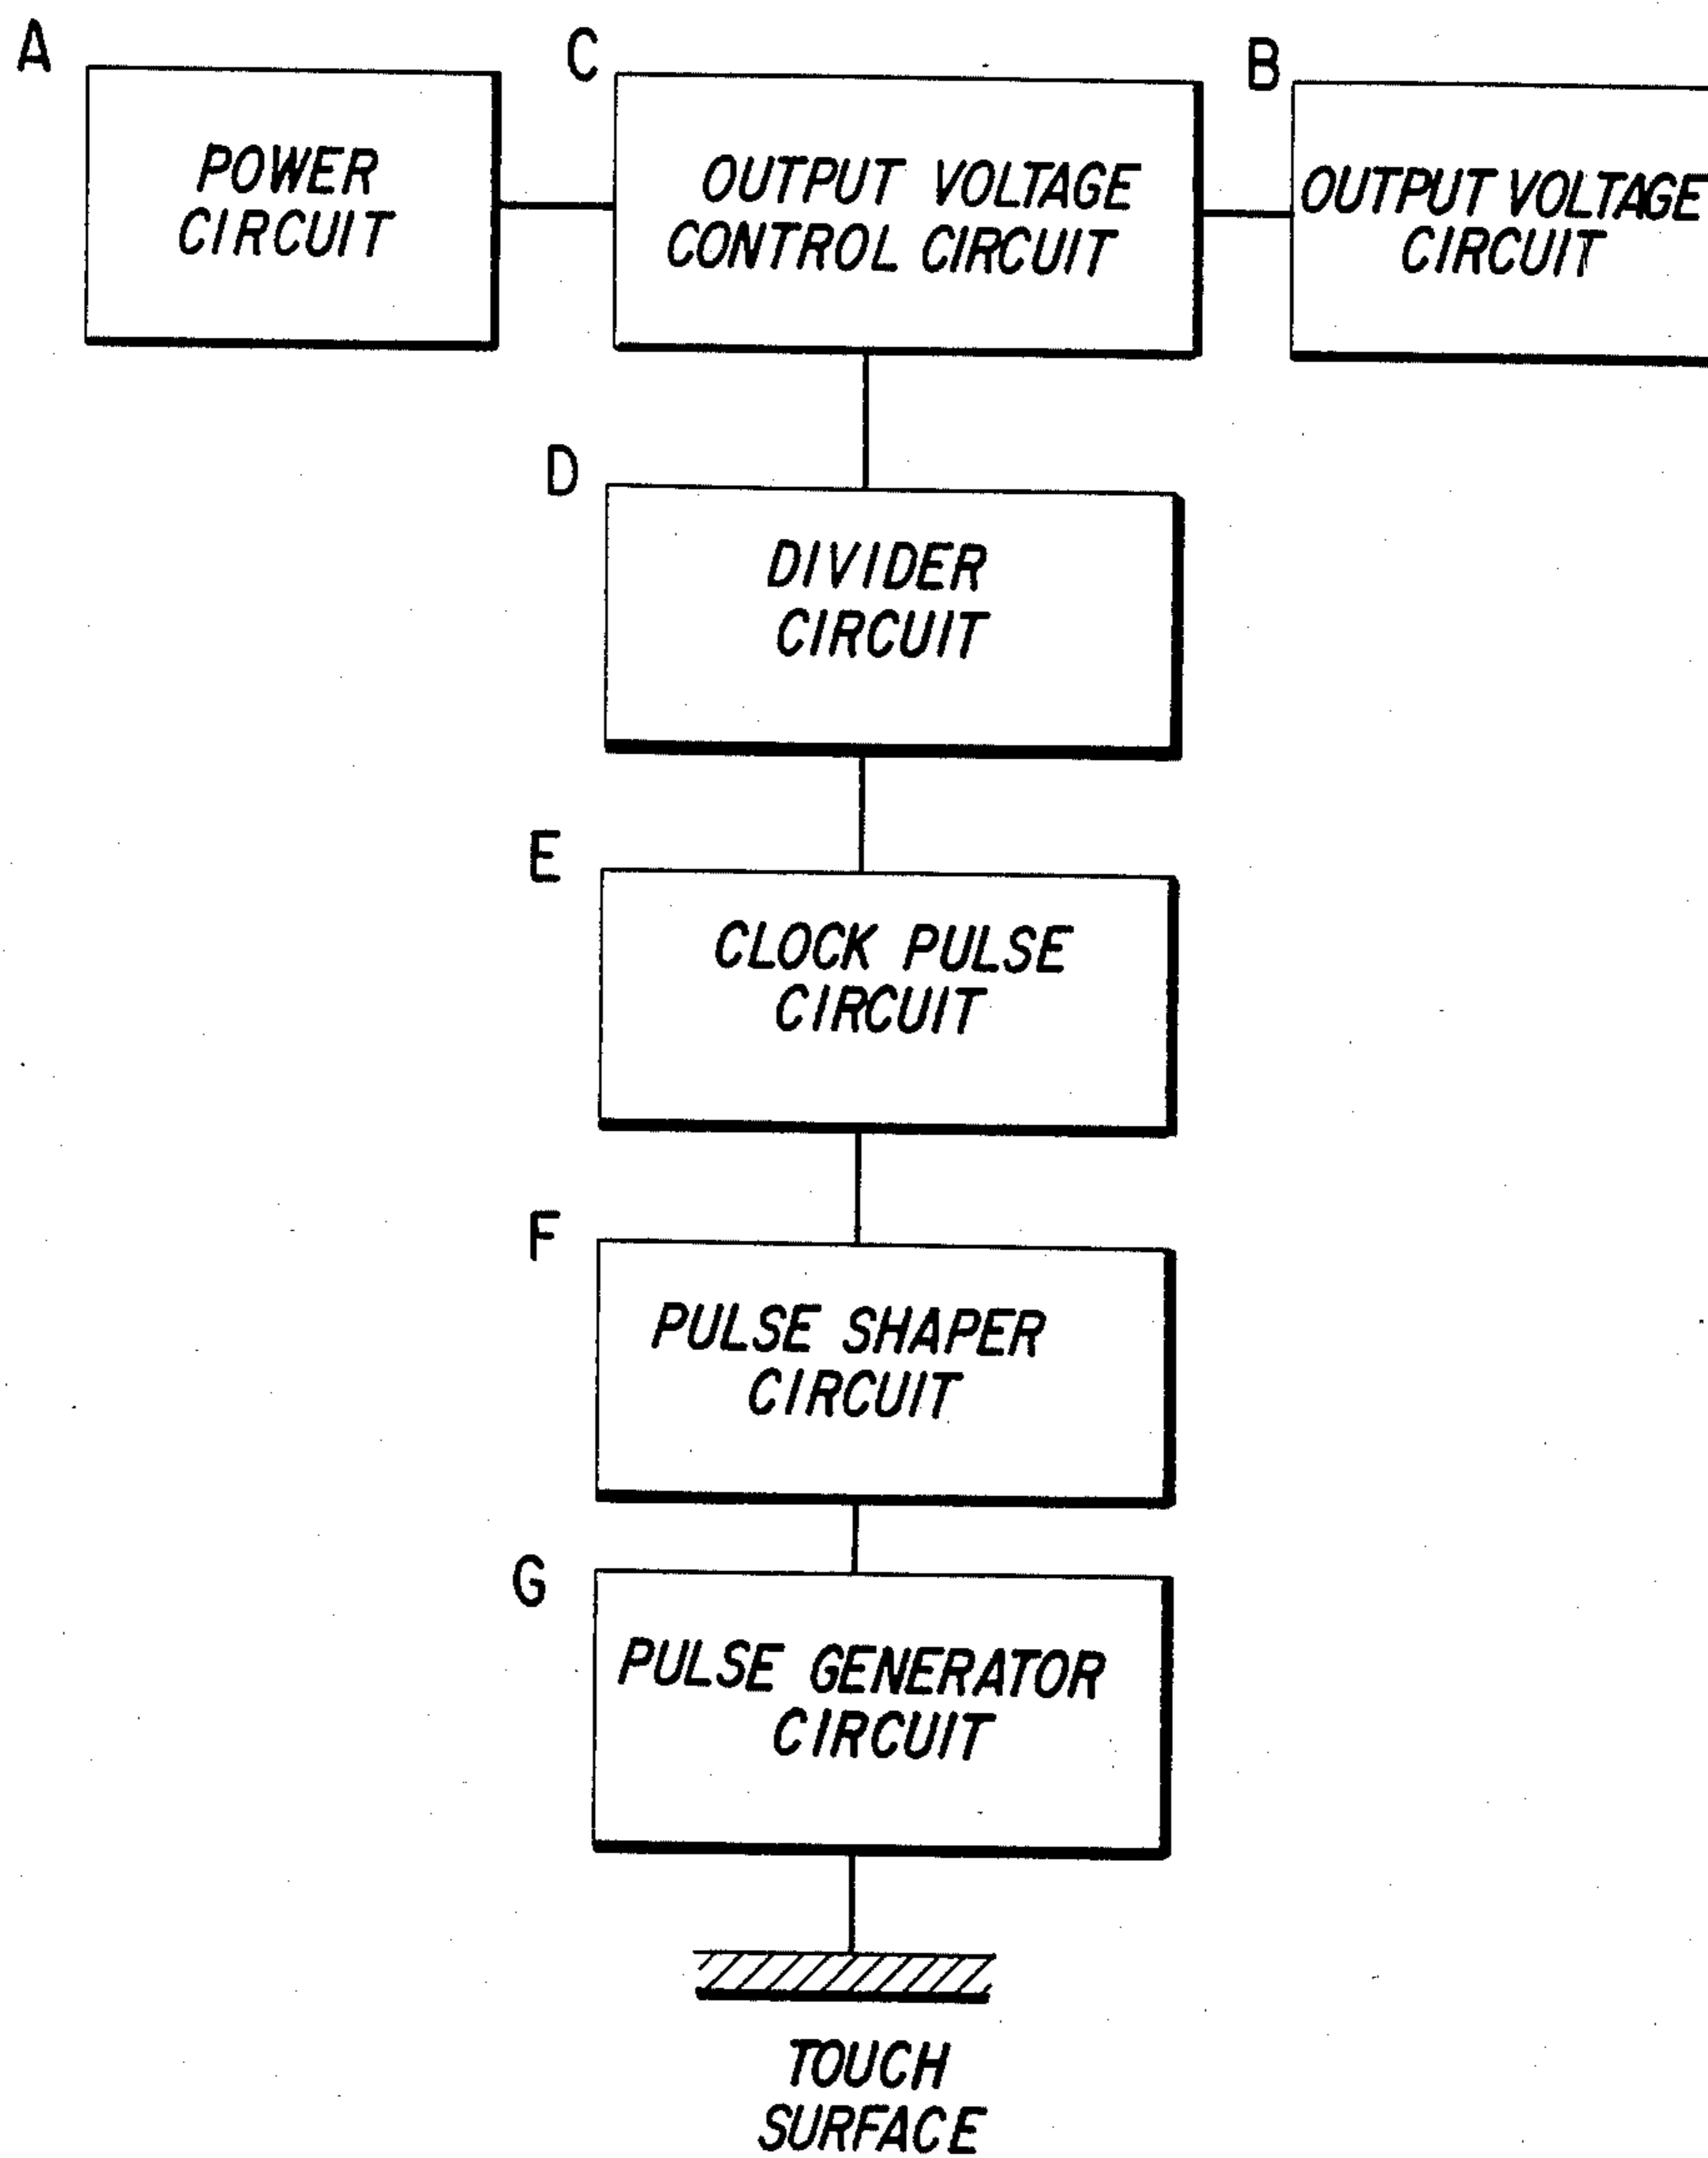 A
POWER
CIRCUIT
C
OUTPUT VOLTAGE
CONTROL CIRCUIT
B
OUTPUT VOLTAGE
CIRCUIT
D
DIVIDER
CIRCUIT
E
CLOCK PULSE
CIRCUIT
F
PULSE SHAPER
CIRCUIT
G
PULSE GENERATOR
CIRCUIT
TOUCH
SURFACE